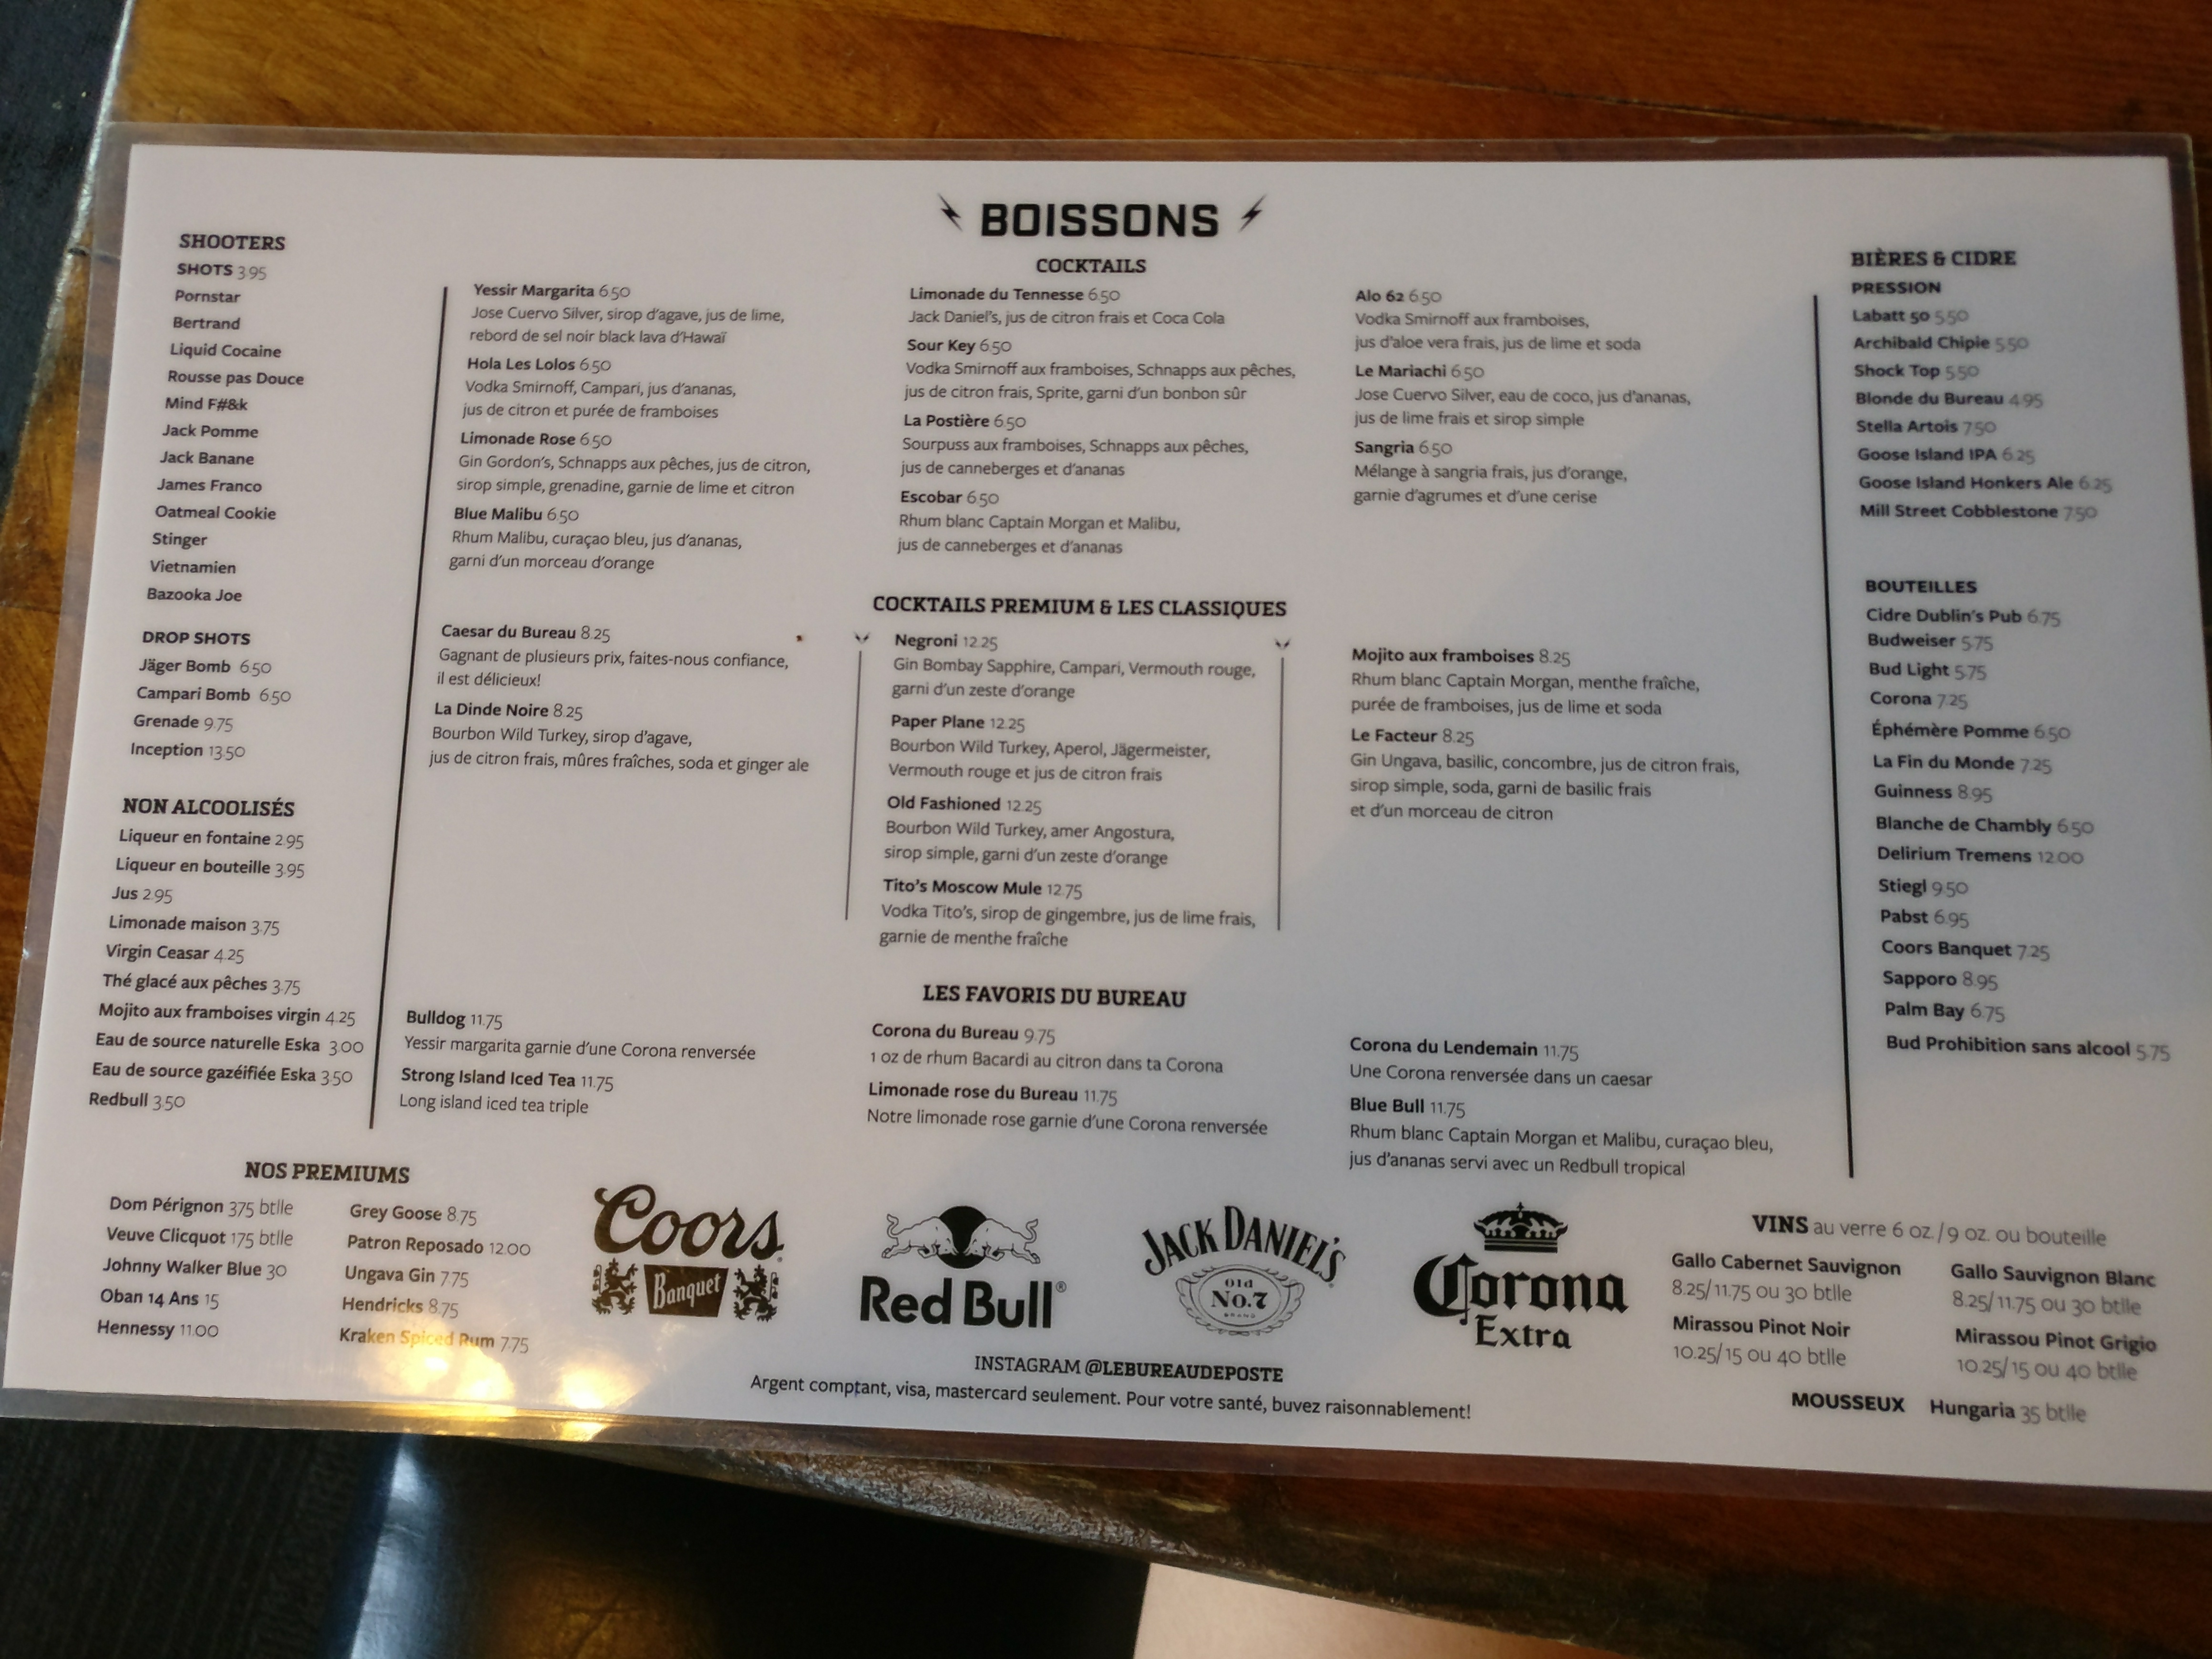 BOISSONS
SHOOTERS
SHOTS 3.95
Pornstar
Bertrand
Liquid Cocaine
Rousse pas Douce
Mind F#&k
Jack Pomme
Jack Banane
James Franco
Oatmeal Cookie
Stinger
Vietnamien
Bazooka Joe
DROP SHOTS
Jäger Bomb 6.50
Campari Bomb 6.50
Grenade 9.75
Inception 13.50
NON ALCOOLISÉS
Liqueur en fontaine 2.95
Liqueur en bouteille 3.95
Jus 2.95
Limonade maison 3.75
Virgin Ceasar 4.25
Thé glacé aux pêches 3.75
Mojito aux framboises virgin 4.25
Eau de source naturelle Eska 3.00
Eau de source gazéifiée Eska 3.50
Redbull 3.50
COCKTAILS
Yessir Margarita 6.50
Jose Cuervo Silver, sirop d'agave, jus de lime,
rebord de sel noir black lava d'Hawaï
Hola Les Lolos 6.50
Vodka Smirnoff, Campari, jus d'ananas,
jus de citron et purée de framboises
Limonade Rose 6.50
Gin Gordon's, Schnapps aux pêches, jus de citron,
sirop simple, grenadine, garnie de lime et citron
Blue Malibu 6.50
Rhum Malibu, curaçao bleu, jus d'ananas,
garni d'un morceau d'orange
Limonade du Tennesse 6.50
Jack Daniel's, jus de citron frais et Coca Cola
Sour Key 6.50
Vodka Smirnoff aux framboises, Schnapps aux pêches,
jus de citron frais, Sprite, garni d'un bonbon sûr
La Postière 6.50
Sourpuss aux framboises, Schnapps aux pêches,
jus de canneberges et d'ananas
Escobar 6.50
Rhum blanc Captain Morgan et Malibu,
jus de canneberges et d'ananas
Alo 62 6.50
Vodka Smirnoff aux framboises,
jus d'aloe vera frais, jus de lime et soda
Le Mariachi 6.50
Jose Cuervo Silver, eau de coco, jus d'ananas,
jus de lime frais et sirop simple
Sangria 6.50
Mélange à sangria frais, jus d'orange,
garnie d'agrumes et d'une cerise
COCKTAILS PREMIUM & LES CLASSIQUES
Caesar du Bureau 8.25
Gagnant de plusieurs prix, faites-nous confiance,
il est délicieux!
La Dinde Noire 8.25
Bourbon Wild Turkey, sirop d'agave,
jus de citron frais, mûres fraîches, soda et ginger ale
Negroni 12.25
Gin Bombay Sapphire, Campari, Vermouth rouge,
garni d'un zeste d'orange
Paper Plane 12.25
Bourbon Wild Turkey, Aperol, Jägermeister,
Vermouth rouge et jus de citron frais
Old Fashioned 12.25
Bourbon Wild Turkey, amer Angostura,
sirop simple, garni d'un zeste d'orange
Tito's Moscow Mule 12.75
Vodka Tito's, sirop de gingembre, jus de lime frais,
garnie de menthe fraîche
Mojito aux framboises 8.25
Rhum blanc Captain Morgan, menthe fraîche,
purée de framboises, jus de lime et soda
Le Facteur 8.25
Gin Ungava, basilic, concombre, jus de citron frais,
sirop simple, soda, garni de basilic frais
et d'un morceau de citron
LES FAVORIS DU BUREAU
Bulldog 11.75
Yessir margarita garnie d'une Corona renversée
Strong Island Iced Tea 11.75
Long island iced tea triple
Corona du Bureau 9.75
1 oz de rhum Bacardi au citron dans ta Corona
Limonade rose du Bureau 11.75
Notre limonade rose garnie d'une Corona renversée
Corona du Lendemain 11.75
Une Corona renversée dans un caesar
Blue Bull 11.75
Rhum blanc Captain Morgan et Malibu, curaçao bleu,
jus d'ananas servi avec un Redbull tropical
BIÈRES & CIDRE
PRESSION
Labatt 50 5.50
Archibald Chipie 5.50
Shock Top 5.50
Blonde du Bureau 4.95
Stella Artois 7.50
Goose Island IPA 6.25
Goose Island Honkers Ale 6.25
Mill Street Cobblestone 7.50
BOUTEILLES
Cidre Dublin's Pub 6.75
Budweiser 5.75
Bud Light 5.75
Corona 7.25
Éphémère Pomme 6.50
La Fin du Monde 7.25
Guinness 8.95
Blanche de Chambly 6.50
Delirium Tremens 12.00
Stiegl 9.50
Pabst 6.95
Coors Banquet 7.25
Sapporo 8.95
Palm Bay 6.75
Bud Prohibition sans alcool 5.75
NOS PREMIUMS
Dom Pérignon 375 btlle
Veuve Clicquot 175 btlle
Johnny Walker Blue 30
Oban 14 Ans 15
Hennessy 11.00
Grey Goose 8.75
Patron Reposado 12.00
Ungava Gin 7.75
Hendricks 8.75
Kraken Spiced Rum 7.75
Coors
Banquet
Red Bull®
JACK DANIEL'S
Old
No.7
BRAND
Corona
Extra
VINS au verre 6 oz./9 oz. ou bouteille
Gallo Cabernet Sauvignon
8.25/11.75 ou 30 btlle
Mirassou Pinot Noir
10.25/15 ou 40 btlle
Gallo Sauvignon Blanc
8.25/11.75 ou 30 btlle
Mirassou Pinot Grigio
10.25/15 ou 40 btlle
MOUSSEUX Hungaria 35 btlle
INSTAGRAM @LEBUREAUDEPOSTE
Argent comptant, visa, mastercard seulement. Pour votre santé, buvez raisonnablement!